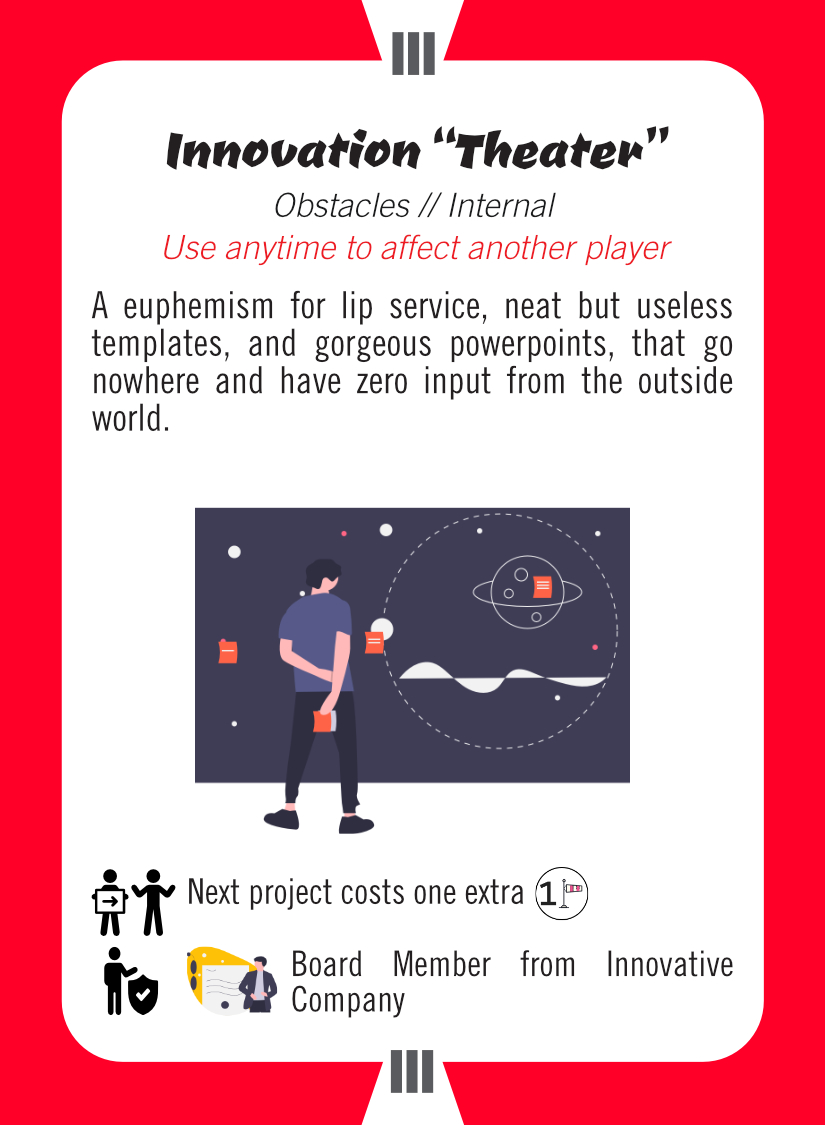 III
Innovation “Theater”
Obstacles // Internal
Use anytime to affect another player
A euphemism for lip service, neat but useless
templates, and gorgeous powerpoints, that go
nowhere and have zero input from the outside
world.
Next project costs one extra 1
Board Member from Innovative
Company
III